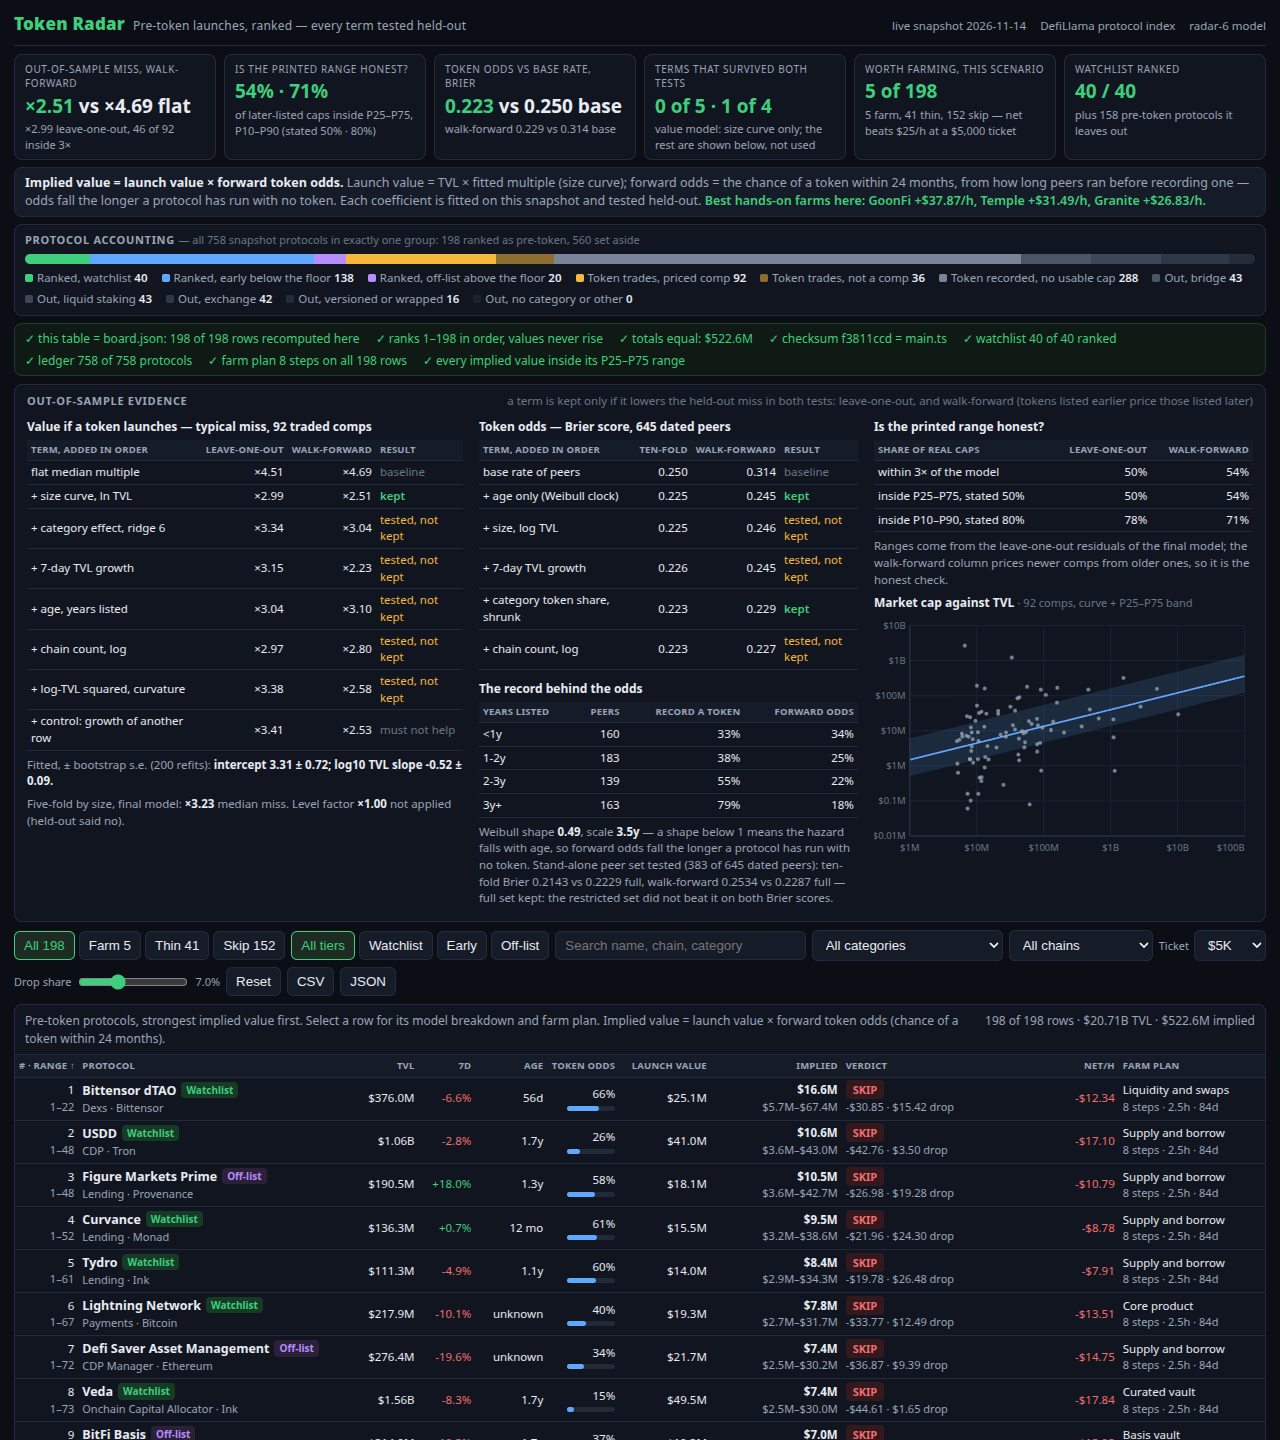 Token Radar Pre-token launches, ranked — every term tested held-out
live snapshot 2026-11-14 DefiLlama protocol index radar-6 model
OUT-OF-SAMPLE MISS, WALK-
FORWARD
×2.51 vs ×4.69 flat
×2.99 leave-one-out, 46 of 92
inside 3×
IS THE PRINTED RANGE HONEST?
54% · 71%
of later-listed caps inside P25–P75,
P10–P90 (stated 50% · 80%)
TOKEN ODDS VS BASE RATE,
BRIER
0.223 vs 0.250 base
walk-forward 0.229 vs 0.314 base
TERMS THAT SURVIVED BOTH
TESTS
0 of 5 · 1 of 4
value model: size curve only; the
rest are shown below, not used
WORTH FARMING, THIS SCENARIO
5 of 198
5 farm, 41 thin, 152 skip — net
beats $25/h at a $5,000 ticket
WATCHLIST RANKED
40 / 40
plus 158 pre-token protocols it
leaves out
Implied value = launch value × forward token odds. Launch value = TVL × fitted multiple (size curve); forward odds = the chance of a token within 24 months, from how long peers ran before recording one —
odds fall the longer a protocol has run with no token. Each coefficient is fitted on this snapshot and tested held-out. Best hands-on farms here: GoonFi +$37.87/h, Temple +$31.49/h, Granite +$26.83/h.
PROTOCOL ACCOUNTING — all 758 snapshot protocols in exactly one group: 198 ranked as pre-token, 560 set aside
Ranked, watchlist 40 Ranked, early below the floor 138 Ranked, off-list above the floor 20 Token trades, priced comp 92 Token trades, not a comp 36 Token recorded, no usable cap 288 Out, bridge 43
Out, liquid staking 43 Out, exchange 42 Out, versioned or wrapped 16 Out, no category or other 0
✓ this table = board.json: 198 of 198 rows recomputed here ✓ ranks 1–198 in order, values never rise ✓ totals equal: $522.6M ✓ checksum f3811ccd = main.ts ✓ watchlist 40 of 40 ranked
✓ ledger 758 of 758 protocols ✓ farm plan 8 steps on all 198 rows ✓ every implied value inside its P25–P75 range
OUT-OF-SAMPLE EVIDENCE
a term is kept only if it lowers the held-out miss in both tests: leave-one-out, and walk-forward (tokens listed earlier price those listed later)
Value if a token launches — typical miss, 92 traded comps
TERM, ADDED IN ORDER LEAVE-ONE-OUT WALK-FORWARD RESULT
flat median multiple ×4.51 ×4.69 baseline
+ size curve, ln TVL ×2.99 ×2.51 kept
+ category effect, ridge 6 ×3.34 ×3.04 tested, not
kept
+ 7-day TVL growth ×3.15 ×2.23 tested, not
kept
+ age, years listed ×3.04 ×3.10 tested, not
kept
+ chain count, log ×2.97 ×2.80 tested, not
kept
+ log-TVL squared, curvature ×3.38 ×2.58 tested, not
kept
+ control: growth of another
row ×3.41 ×2.53 must not help
Fitted, ± bootstrap s.e. (200 refits): intercept 3.31 ± 0.72; log10 TVL slope -0.52 ±
0.09.
Five-fold by size, final model: ×3.23 median miss. Level factor ×1.00 not applied
(held-out said no).
Token odds — Brier score, 645 dated peers
TERM, ADDED IN ORDER TEN-FOLD WALK-FORWARD RESULT
base rate of peers 0.250 0.314 baseline
+ age only (Weibull clock) 0.225 0.245 kept
+ size, log TVL 0.225 0.246 tested, not
kept
+ 7-day TVL growth 0.226 0.245 tested, not
kept
+ category token share,
shrunk 0.223 0.229 kept
+ chain count, log 0.223 0.227 tested, not
kept
The record behind the odds
YEARS LISTED PEERS RECORD A TOKEN FORWARD ODDS
<1y 160 33% 34%
1-2y 183 38% 25%
2-3y 139 55% 22%
3y+ 163 79% 18%
Weibull shape 0.49, scale 3.5y — a shape below 1 means the hazard
falls with age, so forward odds fall the longer a protocol has run with
no token. Stand-alone peer set tested (383 of 645 dated peers): ten-
fold Brier 0.2143 vs 0.2229 full, walk-forward 0.2534 vs 0.2287 full —
full set kept: the restricted set did not beat it on both Brier scores.
Is the printed range honest?
SHARE OF REAL CAPS LEAVE-ONE-OUT WALK-FORWARD
within 3× of the model 50% 54%
inside P25–P75, stated 50% 50% 54%
inside P10–P90, stated 80% 78% 71%
Ranges come from the leave-one-out residuals of the final model; the
walk-forward column prices newer comps from older ones, so it is the
honest check.
Market cap against TVL · 92 comps, curve + P25–P75 band
$10B
$1B
$100M
$10M
$1M
$0.1M
$0.01M
$1M $10M $100M $1B $10B $100B
All 198 Farm 5 Thin 41 Skip 152 All tiers Watchlist Early Off-list Search name, chain, category All categories All chains Ticket $5K
Drop share 7.0% Reset CSV JSON
Pre-token protocols, strongest implied value first. Select a row for its model breakdown and farm plan. Implied value = launch value × forward token odds (chance of a
token within 24 months).
198 of 198 rows · $20.71B TVL · $522.6M implied
# · RANGE ↑ PROTOCOL TVL 7D AGE TOKEN ODDS LAUNCH VALUE IMPLIED VERDICT NET/H FARM PLAN
1 Bittensor dTAO Watchlist $376.0M -6.6% 56d 66% $25.1M $16.6M SKIP -$12.34 Liquidity and swaps
1–22 Dexs · Bittensor $5.7M–$67.4M -$30.85 · $15.42 drop 8 steps · 2.5h · 84d
2 USDD Watchlist $1.06B -2.8% 1.7y 26% $41.0M $10.6M SKIP -$17.10 Supply and borrow
1–48 CDP · Tron $3.6M–$43.0M -$42.76 · $3.50 drop 8 steps · 2.5h · 84d
3 Figure Markets Prime Off-list $190.5M +18.0% 1.3y 58% $18.1M $10.5M SKIP -$10.79 Supply and borrow
1–48 Lending · Provenance $3.6M–$42.7M -$26.98 · $19.28 drop 8 steps · 2.5h · 84d
4 Curvance Watchlist $136.3M +0.7% 12 mo 61% $15.5M $9.5M SKIP -$8.78 Supply and borrow
1–52 Lending · Monad $3.2M–$38.6M -$21.96 · $24.30 drop 8 steps · 2.5h · 84d
5 Tydro Watchlist $111.3M -4.9% 1.1y 60% $14.0M $8.4M SKIP -$7.91 Supply and borrow
1–61 Lending · Ink $2.9M–$34.3M -$19.78 · $26.48 drop 8 steps · 2.5h · 84d
6 Lightning Network Watchlist $217.9M -10.1% unknown 40% $19.3M $7.8M SKIP -$13.51 Core product
1–67 Payments · Bitcoin $2.7M–$31.7M -$33.77 · $12.49 drop 8 steps · 2.5h · 84d
7 Defi Saver Asset Management Off-list $276.4M -19.6% unknown 34% $21.7M $7.4M SKIP -$14.75 Supply and borrow
1–72 CDP Manager · Ethereum $2.5M–$30.2M -$36.87 · $9.39 drop 8 steps · 2.5h · 84d
8 Veda Watchlist $1.56B -8.3% 1.7y 15% $49.5M $7.4M SKIP -$17.84 Curated vault
1–73 Onchain Capital Allocator · Ink $2.5M–$30.0M -$44.61 · $1.65 drop 8 steps · 2.5h · 84d
9 BitFi Basis Off-list 37% $7.0M SKIP Basis vault